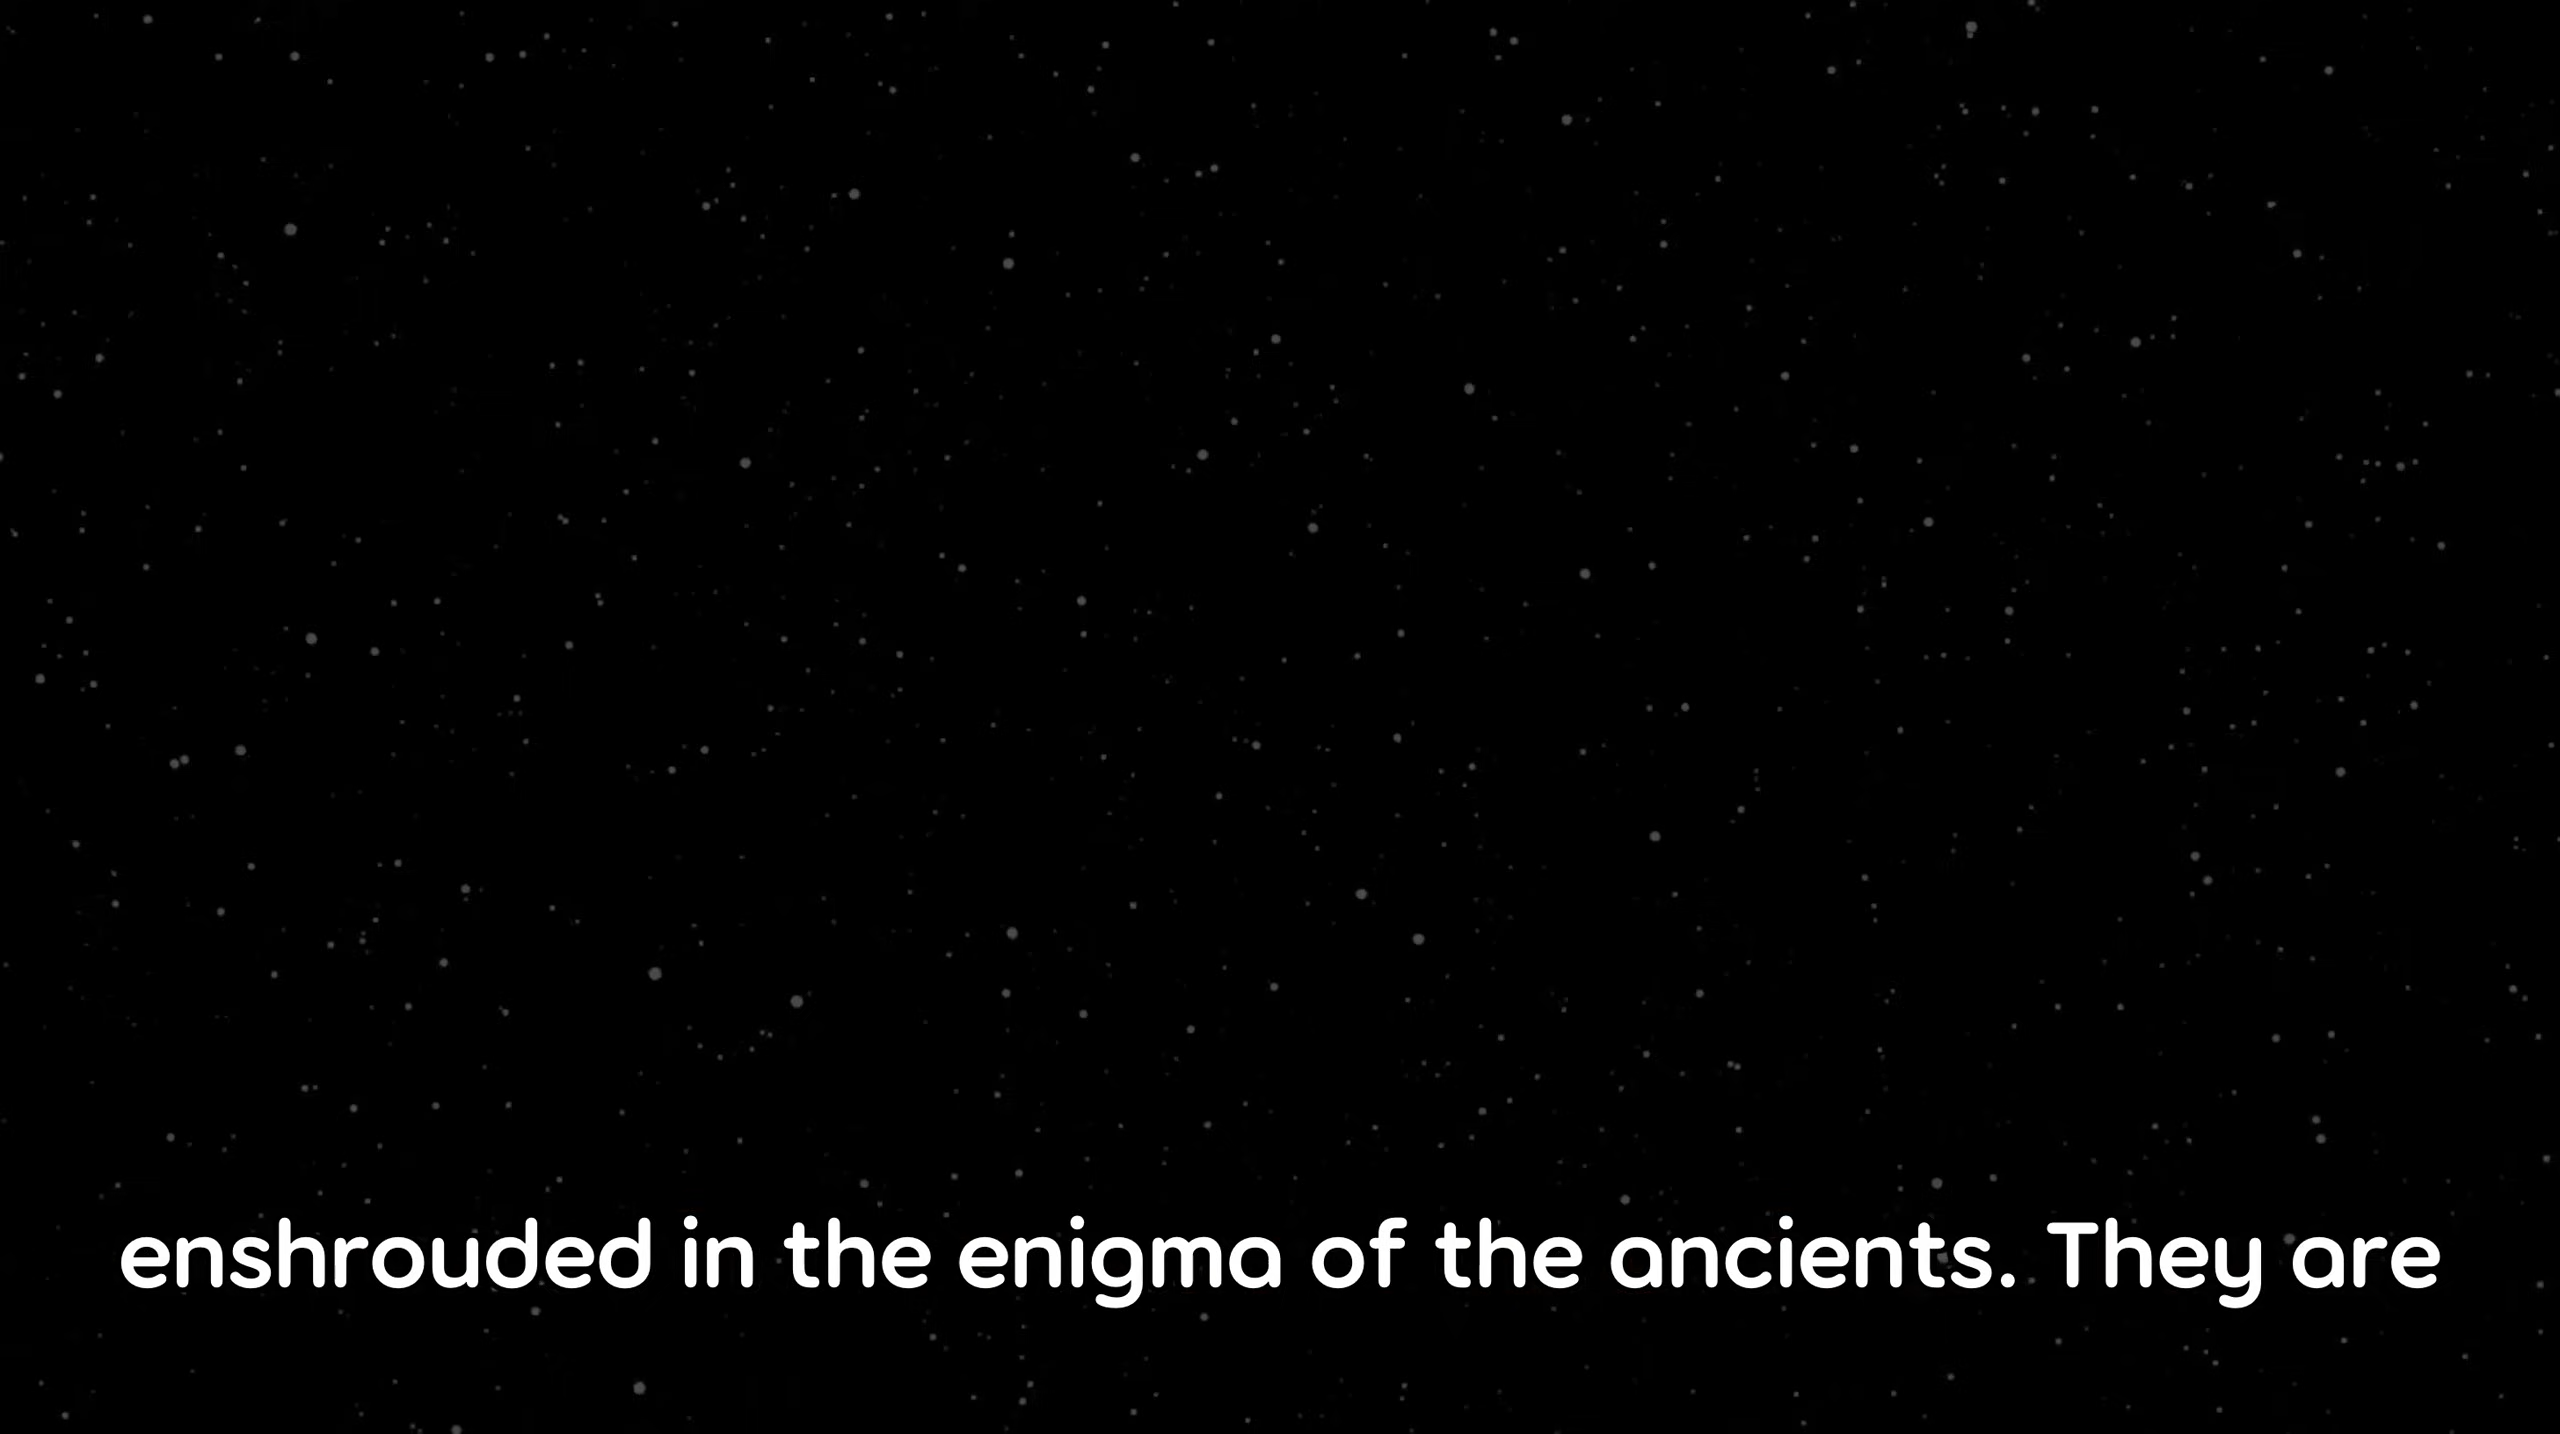 enshrouded in the enigma of the ancients. They are